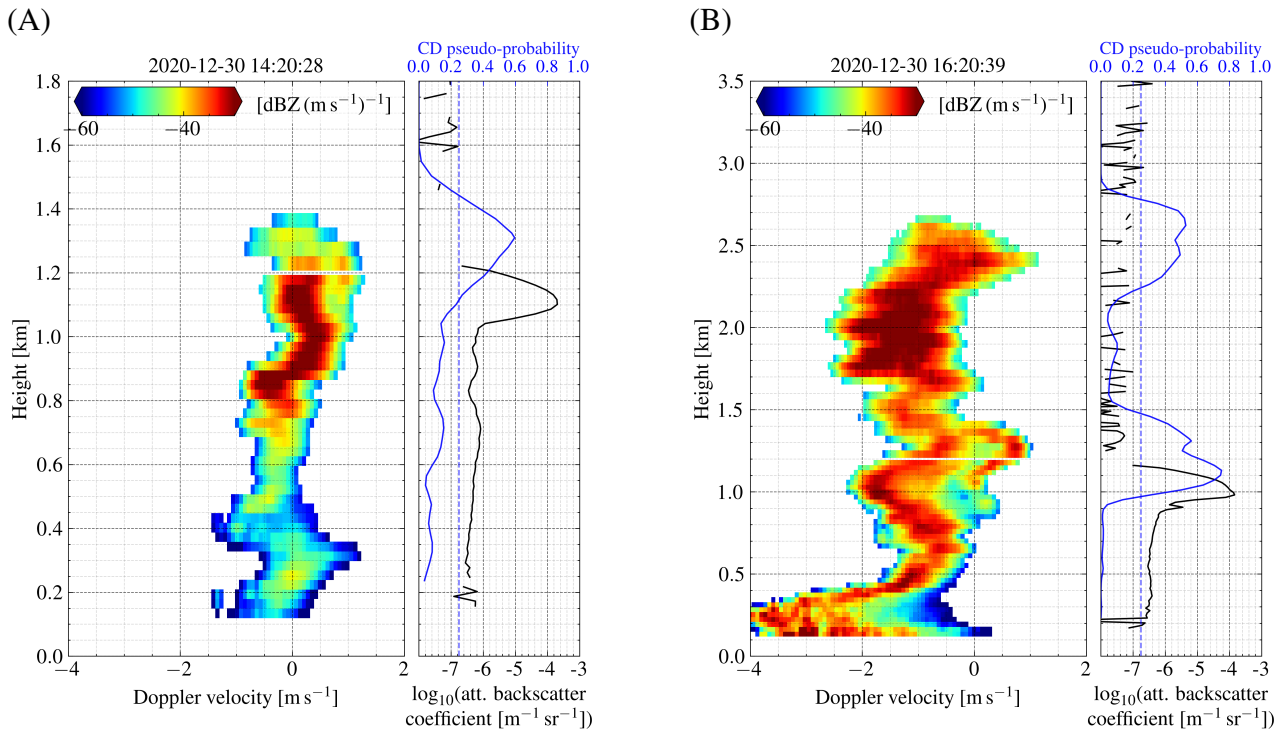 (A)
(B)
CD pseudo-probability
0.0 0.2 0.4 0.6 0.8 1.0
2020-12-30 14:20:28
[dBZ (m s⁻¹)⁻¹]
−60 −40
1.8
1.6
1.4
1.2
1.0
0.8
0.6
0.4
0.2
0.0
Height [km]
−4 −2 0 2
Doppler velocity [m s⁻¹]
-7 -6 -5 -4 -3
log₁₀(att. backscatter
coefficient [m⁻¹ sr⁻¹])
CD pseudo-probability
0.0 0.2 0.4 0.6 0.8 1.0
2020-12-30 16:20:39
[dBZ (m s⁻¹)⁻¹]
−60 −40
3.5
3.0
2.5
2.0
1.5
1.0
0.5
0.0
Height [km]
−4 −2 0 2
Doppler velocity [m s⁻¹]
-7 -6 -5 -4 -3
log₁₀(att. backscatter
coefficient [m⁻¹ sr⁻¹])